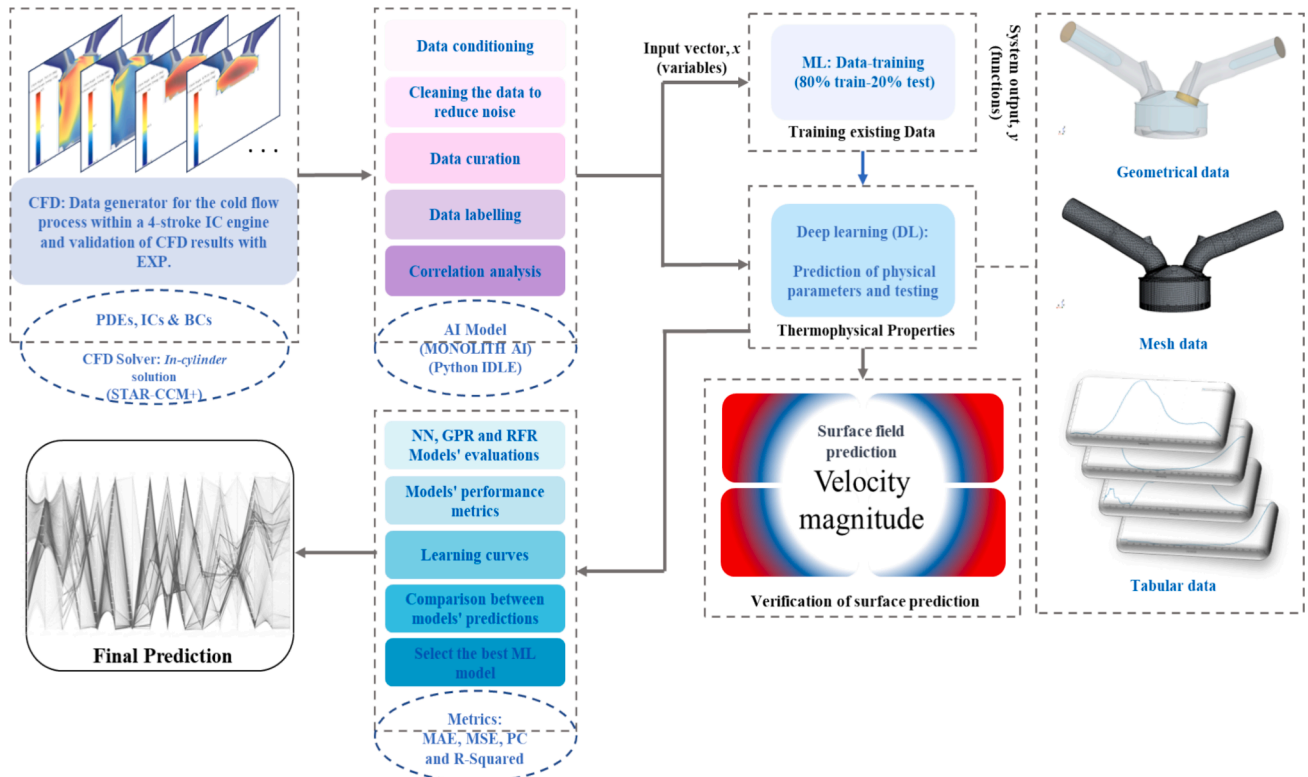 CFD: Data generator for the cold flow
process within a 4-stroke IC engine
and validation of CFD results with
EXP.
PDEs, ICs & BCs
CFD Solver: In-cylinder
solution
(STAR-CCM+)
Data conditioning
Cleaning the data to
reduce noise
Data curation
Data labelling
Correlation analysis
AI Model
(MONOLITH AI)
(Python IDLE)
Input vector, x
(variables)
ML: Data-training
(80% train-20% test)
Training existing Data
Deep learning (DL):
Prediction of physical
parameters and testing
Thermophysical Properties
System output, y
(functions)
Geometrical data
Mesh data
Tabular data
Surface field
prediction
Velocity
magnitude
Verification of surface prediction
NN, GPR and RFR
Models' evaluations
Models' performance
metrics
Learning curves
Comparison between
models' predictions
Select the best ML
model
Metrics:
MAE, MSE, PC
and R-Squared
Final Prediction
. . .